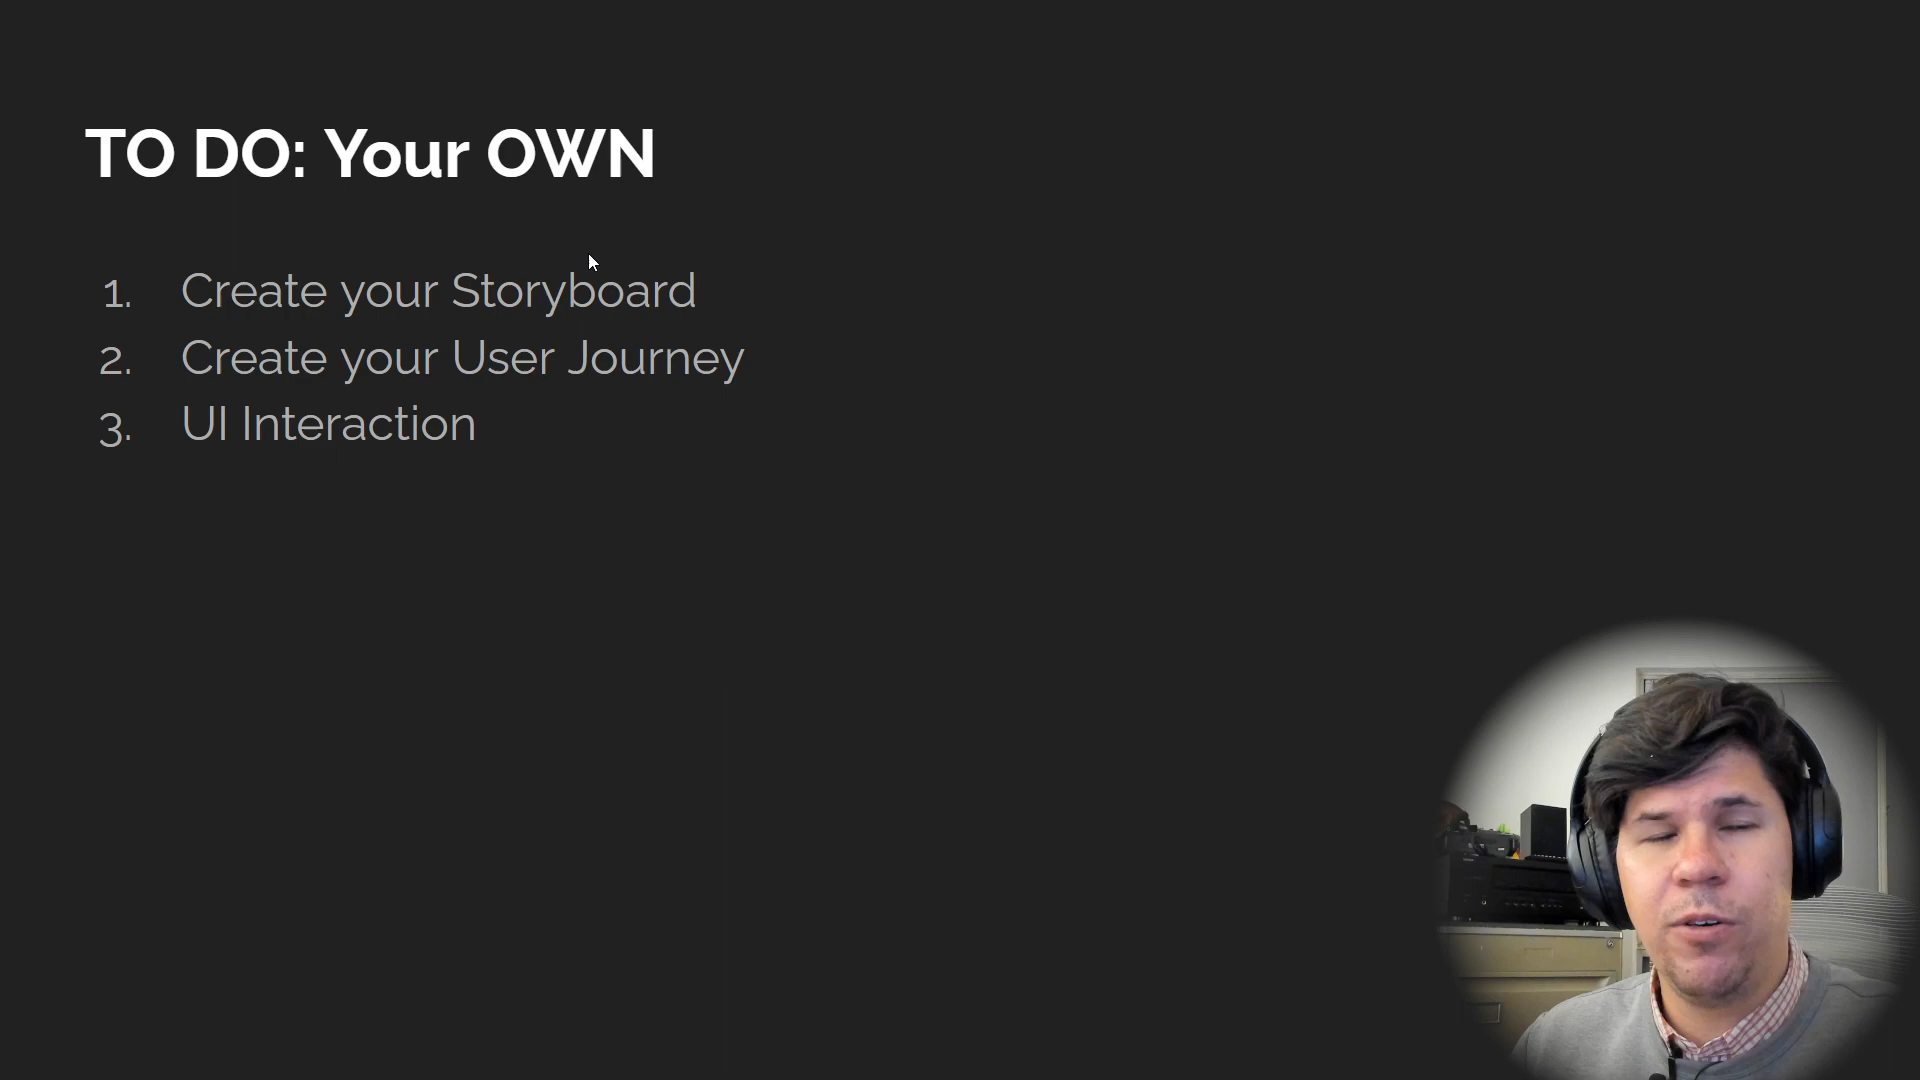 TO DO: Your OWN
1. Create your Storyboard
2. Create your User Journey
3. UI Interaction